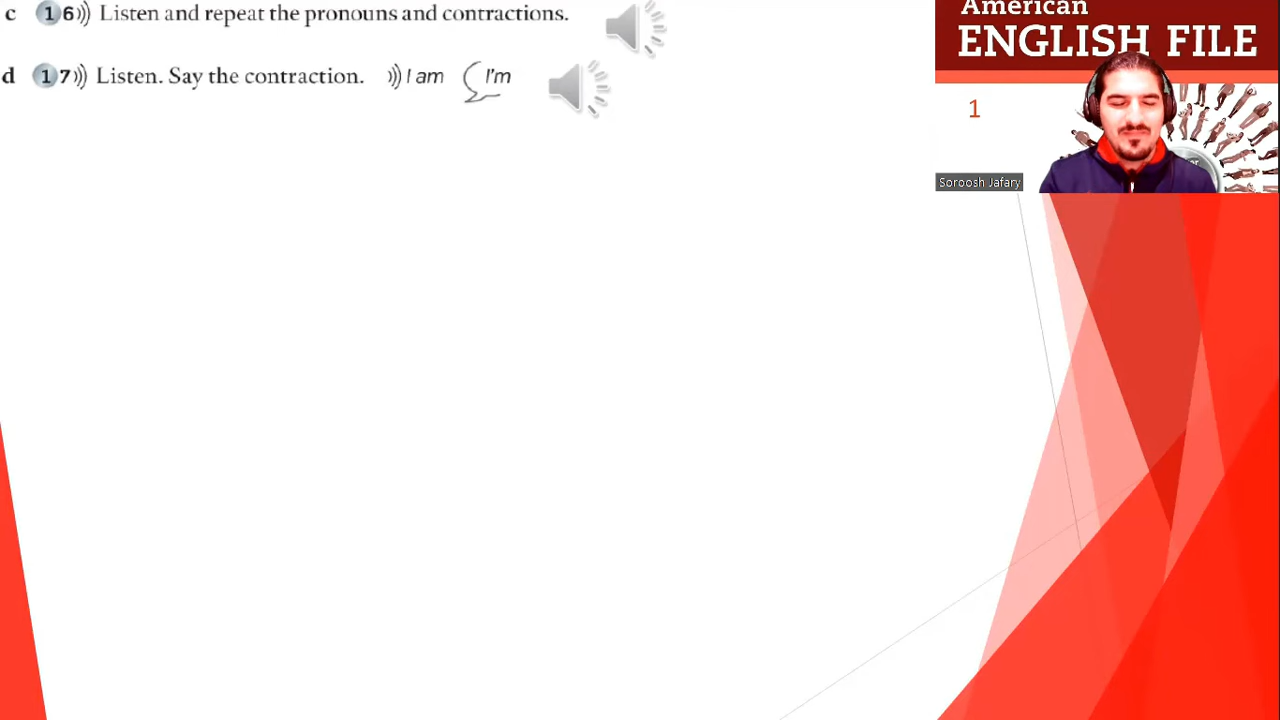 c 1 6 Listen and repeat the pronouns and contractions.
d 1 7 Listen. Say the contraction. I am I'm
American
ENGLISH FILE
1
Soroosh Jafary